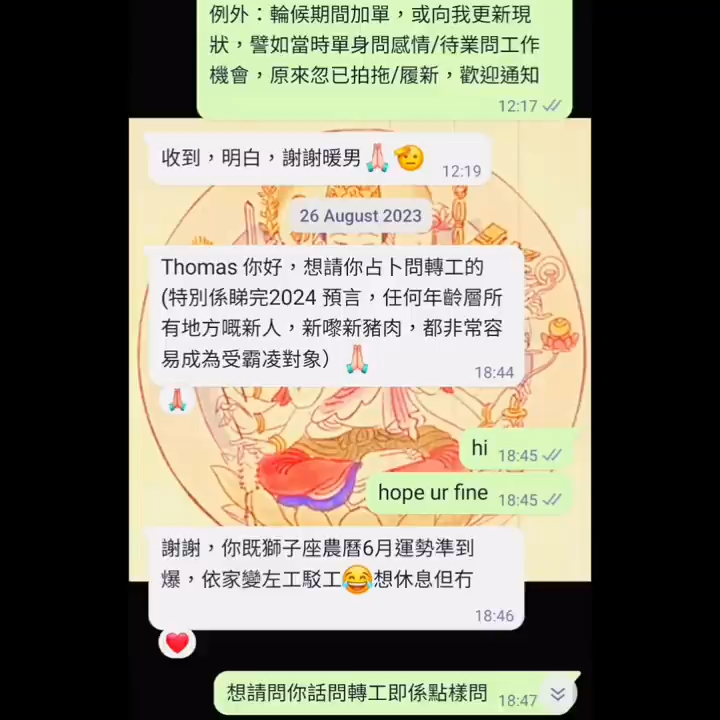 例外：輪候期間加單，或向我更新現
狀，譬如當時單身問感情/待業問工作
機會，原來忽已拍拖/履新，歡迎通知
12:17
收到，明白，謝謝暖男🙏🏻🫡
12:19
26 August 2023
Thomas 你好，想請你占卜問轉工的
(特別係睇完2024 預言，任何年齡層所
有地方嘅新人，新嚟新豬肉，都非常容
易成為受霸凌對象）🙏🏻
18:44
hi 18:45
hope ur fine 18:45
謝謝，你既獅子座農曆6月運勢準到
爆，依家變左工駁工😂想休息但冇
18:46
想請問你話問轉工即係點樣問 18:47